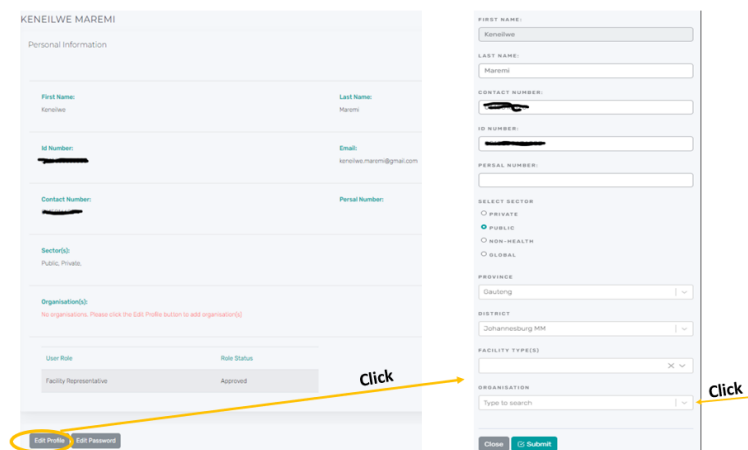 KENEILWE MAREMI
Personal Information
First Name:
Last Name:
Keneilwe
Maremi
Id Number:
Email:
keneilwe.maremi@gmail.com
Contact Number:
Persal Number:
Sector(s):
Public, Private,
Organisation(s):
No organisations. Please click the Edit Profile button to add organisation(s)
User Role
Role Status
Facility Representative
Approved
Edit Profile
Edit Password
Click
FIRST NAME:
Keneilwe
LAST NAME:
Maremi
CONTACT NUMBER:
ID NUMBER:
PERSAL NUMBER:
SELECT SECTOR
PRIVATE
PUBLIC
NON-HEALTH
GLOBAL
PROVINCE
Gauteng
DISTRICT
Johannesburg MM
FACILITY TYPE(S)
ORGANISATION
Type to search
Click
Close
Submit